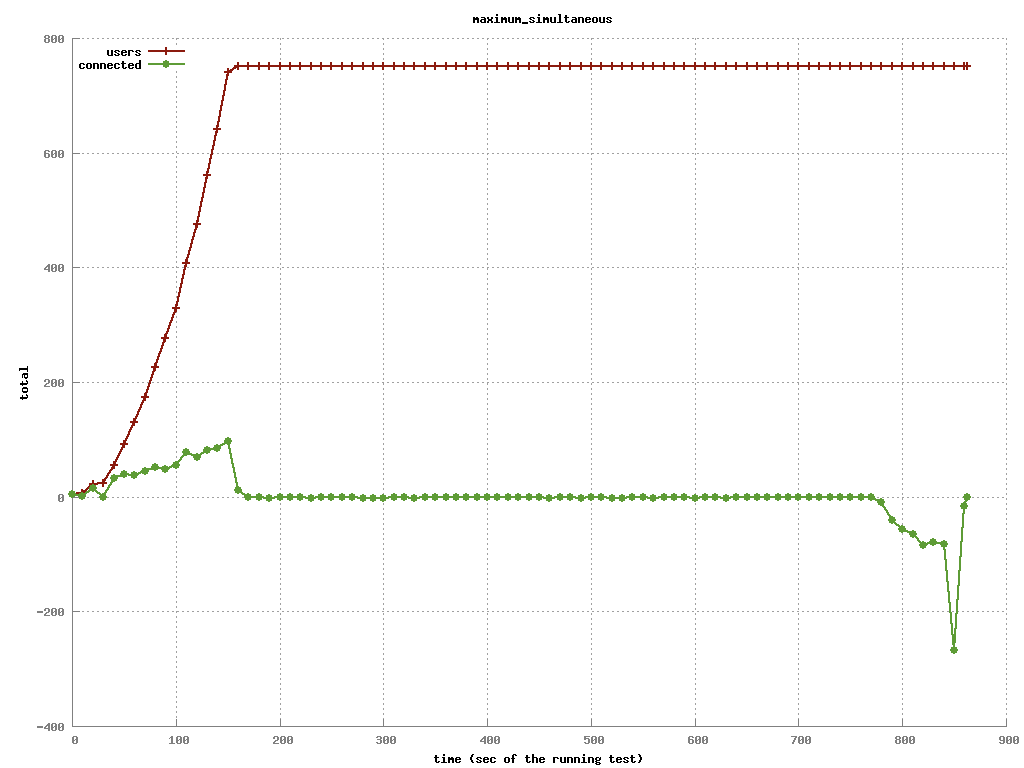 maximum_simultaneous
800
users
connected
600
400
200
0
-200
-400
total
0 100 200 300 400 500 600 700 800 900
time (sec of the running test)